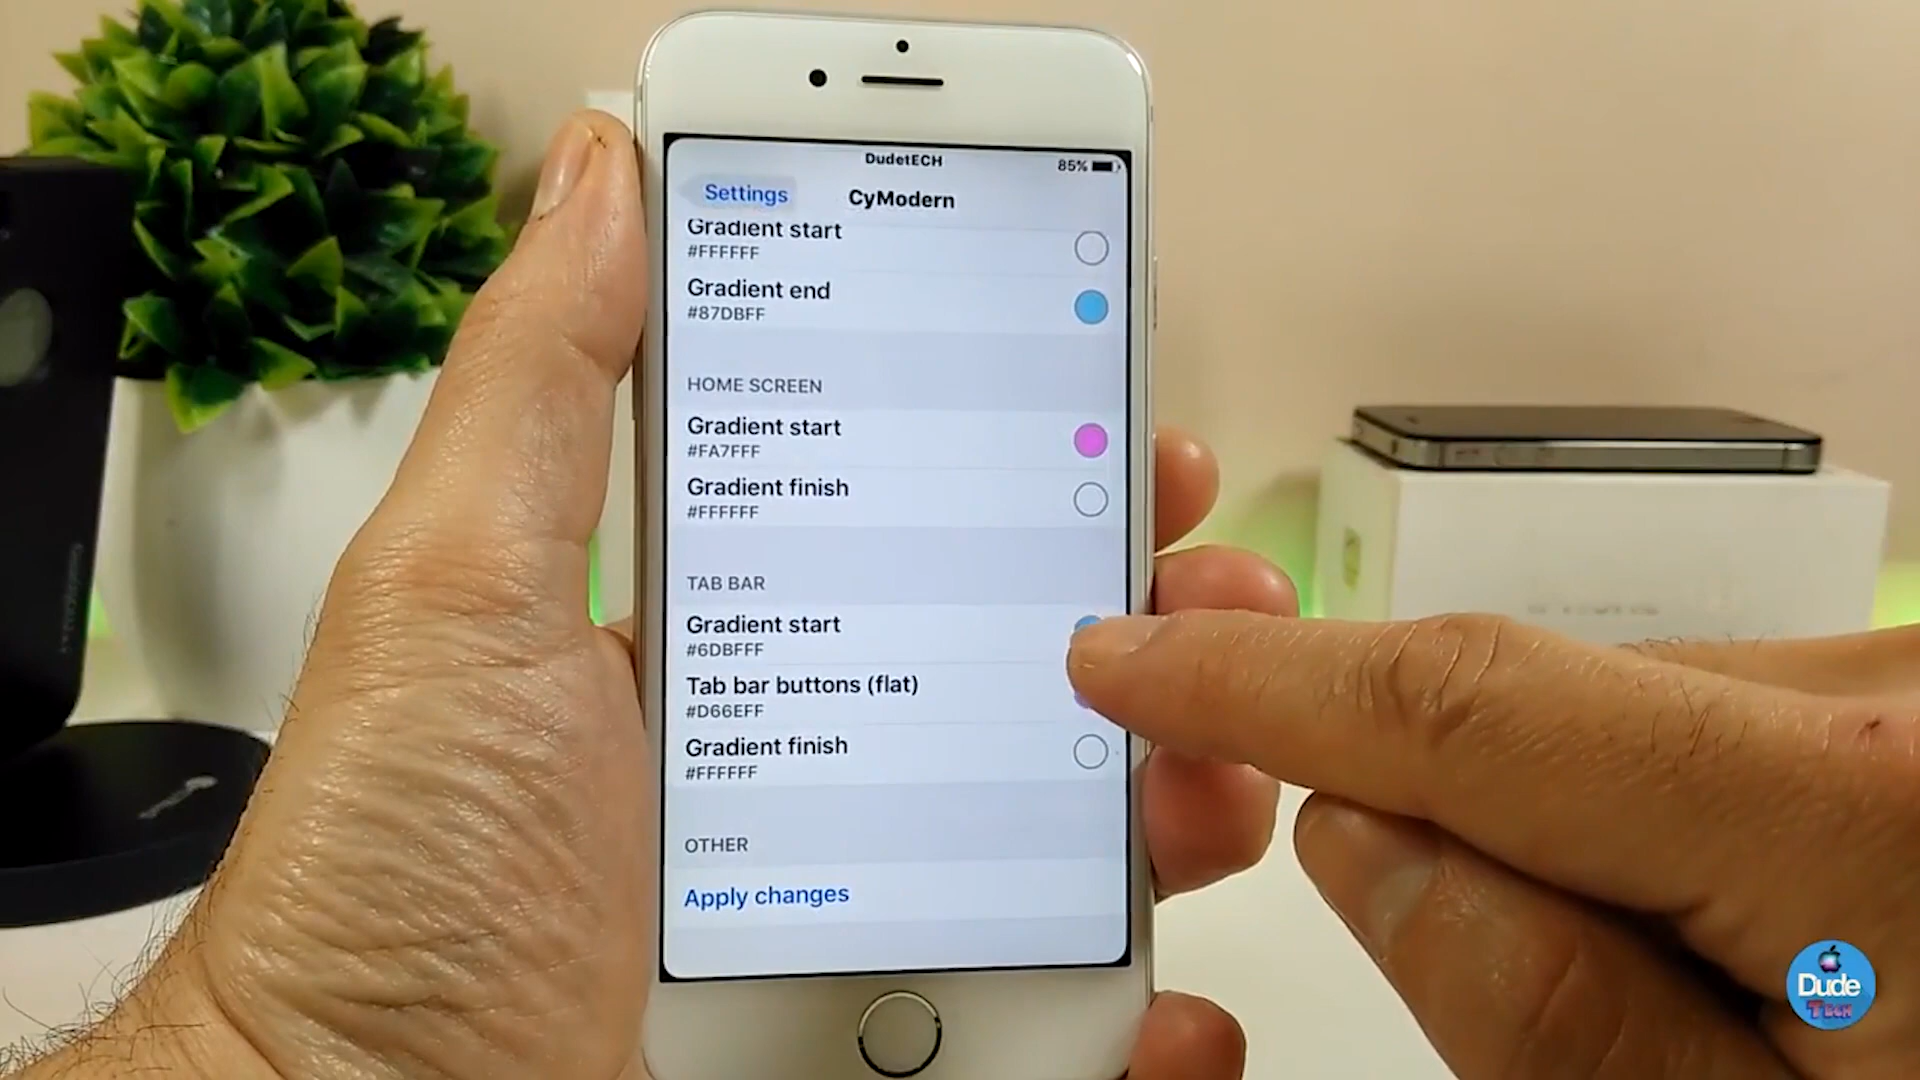 DudetECH
85%
Settings
CyModern
Gradient start
#FFFFFF
Gradient end
#87DBFF
HOME SCREEN
Gradient start
#FA7FFF
Gradient finish
#FFFFFF
TAB BAR
Gradient start
#6DBFFF
Tab bar buttons (flat)
#D66EFF
Gradient finish
#FFFFFF
OTHER
Apply changes
Dude
Tech